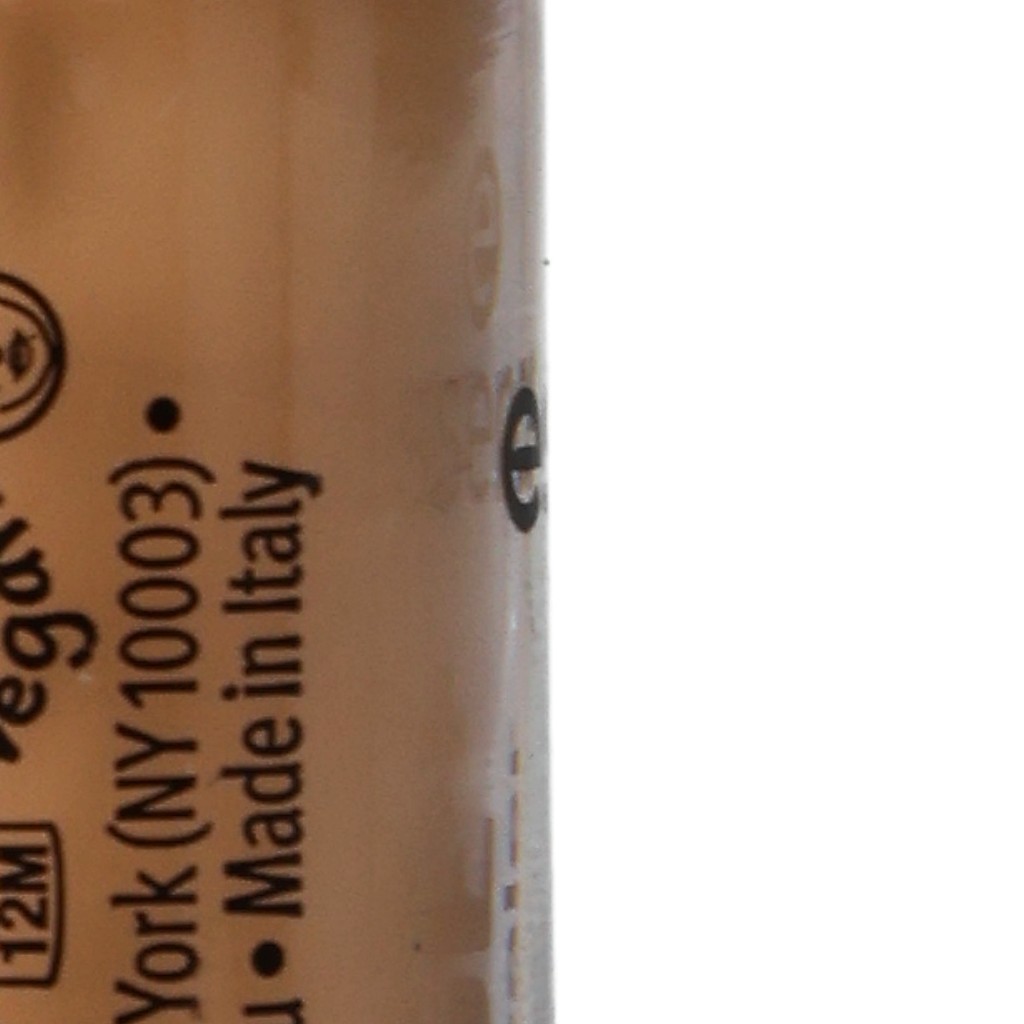 12M
vegan
York (NY 10003) •
u • Made in Italy
e